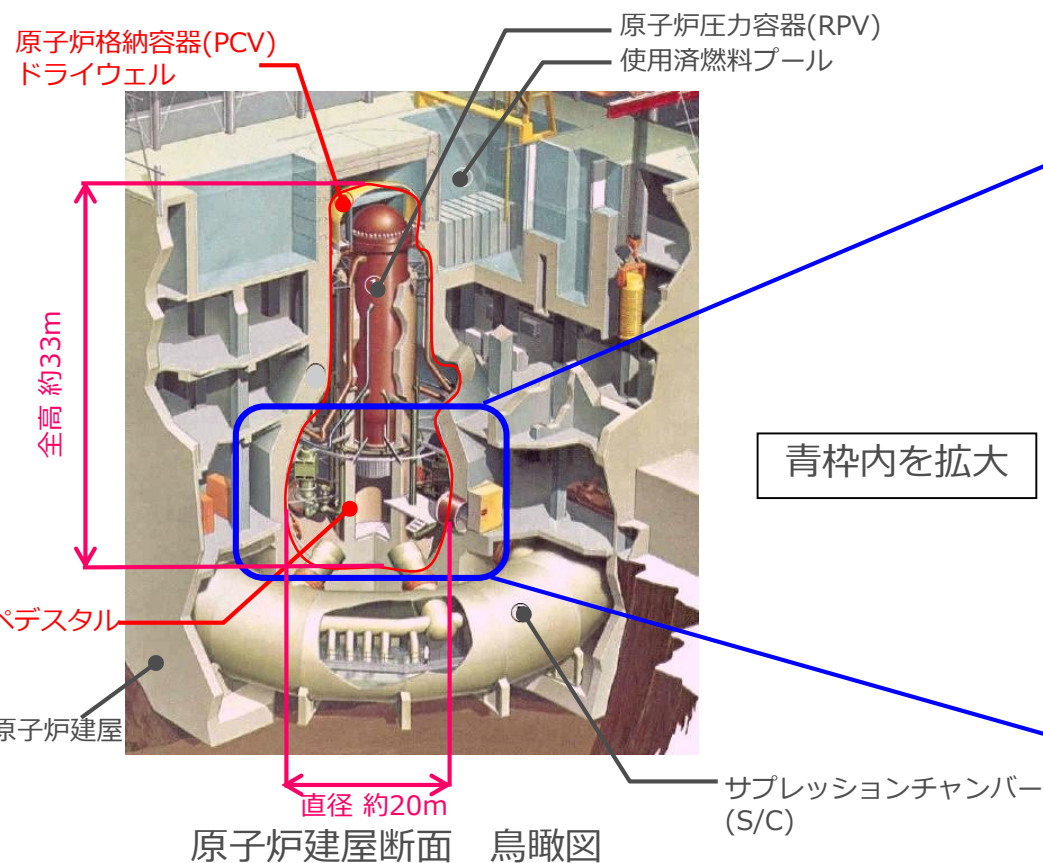 原子炉格納容器(PCV)
ドライウェル
原子炉圧力容器(RPV)
使用済燃料プール
全高 約33m
青枠内を拡大
ペデスタル
原子炉建屋
直径 約20m
サプレッションチャンバー
(S/C)
原子炉建屋断面 鳥瞰図